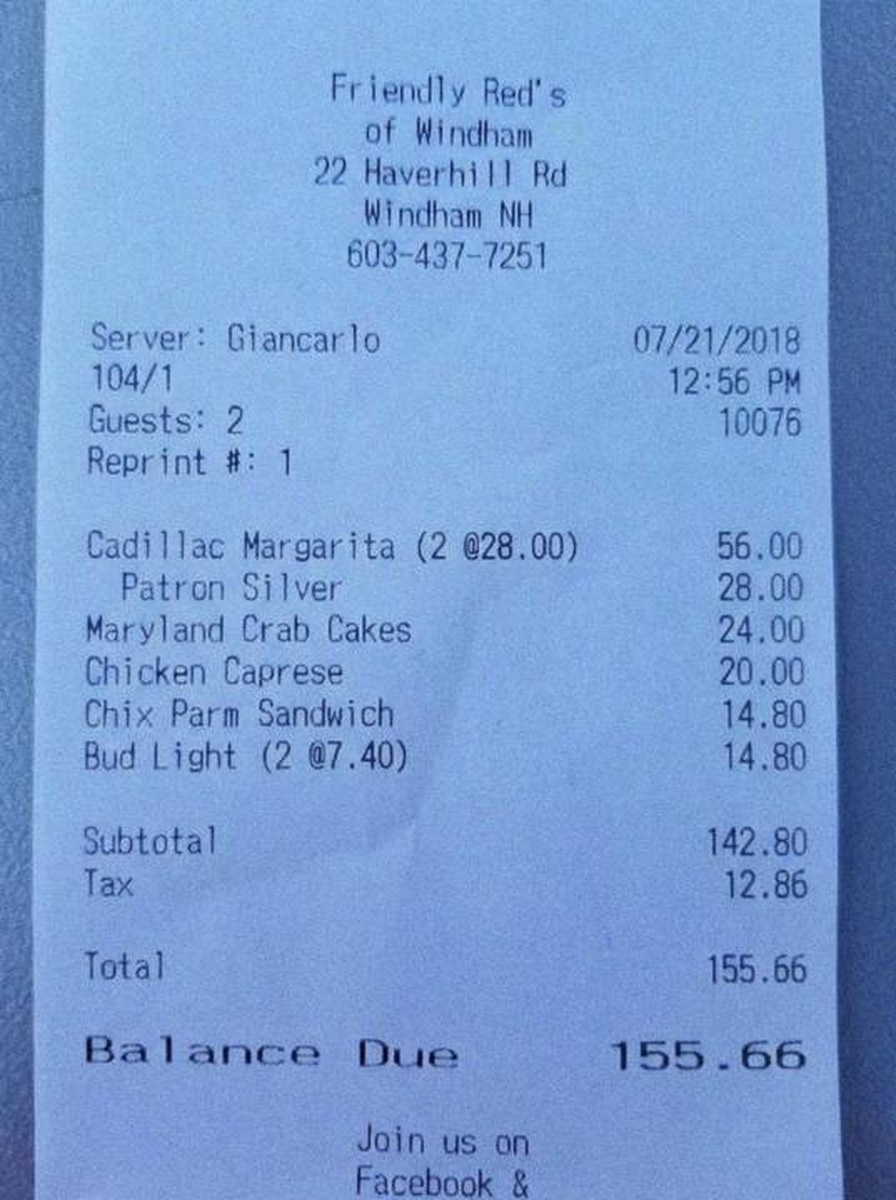 Friendly Red's
of Windham
22 Haverhill Rd
Windham NH
603-437-7251
Server: Giancarlo 07/21/2018
104/1 12:56 PM
Guests: 2 10076
Reprint #: 1
Cadillac Margarita (2 @28.00) 56.00
Patron Silver 28.00
Maryland Crab Cakes 24.00
Chicken Caprese 20.00
Chix Parm Sandwich 14.80
Bud Light (2 @7.40) 14.80
Subtotal 142.80
Tax 12.86
Total 155.66
Balance Due 155.66
Join us on
Facebook &